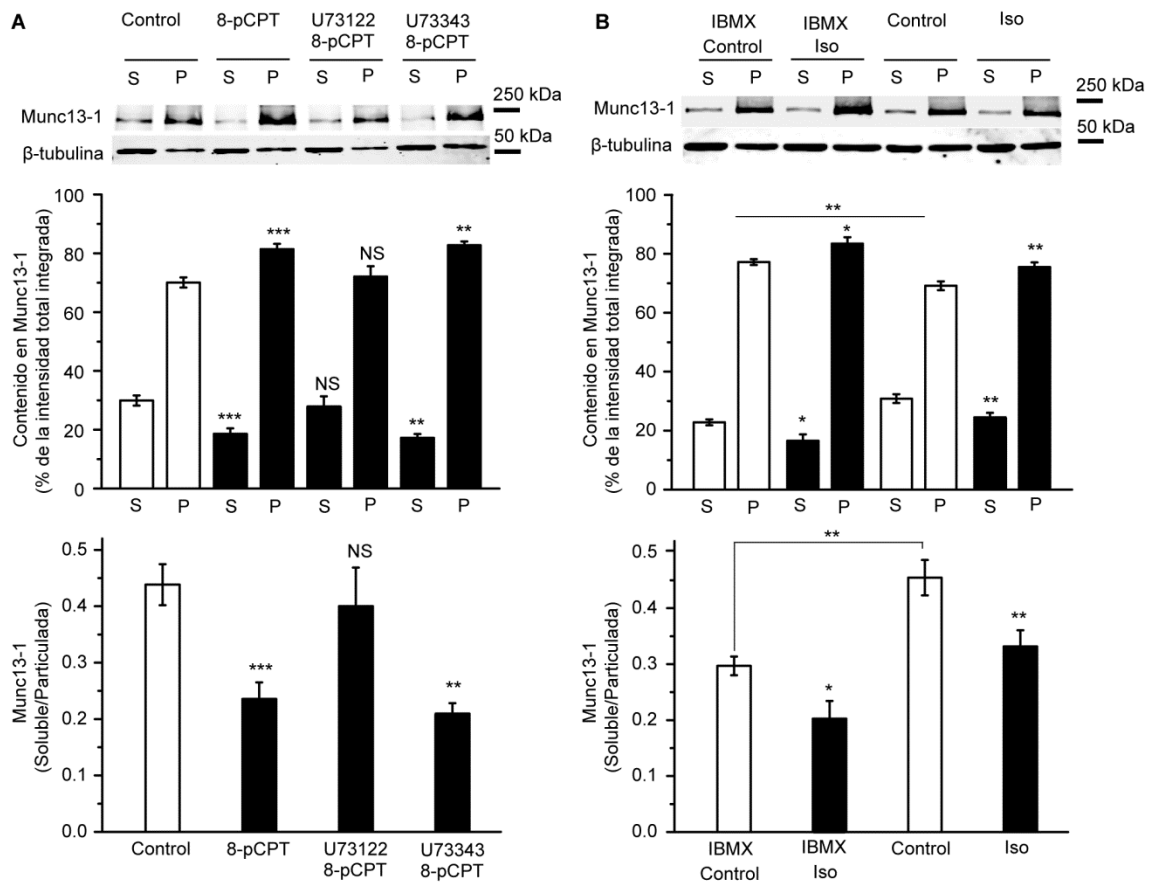 A
Control 8-pCPT U73122 U73343
8-pCPT 8-pCPT
S P S P S P S P
250 kDa
Munc13-1
50 kDa
β-tubulina
Contenido en Munc13-1
(% de la intensidad total integrada)
100
80
60
40
20
0
*** ** NS
NS *** **
S P S P S P S P
Munc13-1
(Soluble/Particulada)
0.5
0.4
0.3
0.2
0.1
0.0
NS
*** **
Control 8-pCPT U73122 U73343
8-pCPT 8-pCPT
B
IBMX IBMX Control Iso
Control Iso
S P S P S P S P
250 kDa
Munc13-1
50 kDa
β-tubulina
Contenido en Munc13-1
(% de la intensidad total integrada)
100
80
60
40
20
0
** * **
* **
S P S P S P S P
Munc13-1
(Soluble/Particulada)
0.5
0.4
0.3
0.2
0.1
0.0
**
* **
IBMX IBMX Control Iso
Control Iso